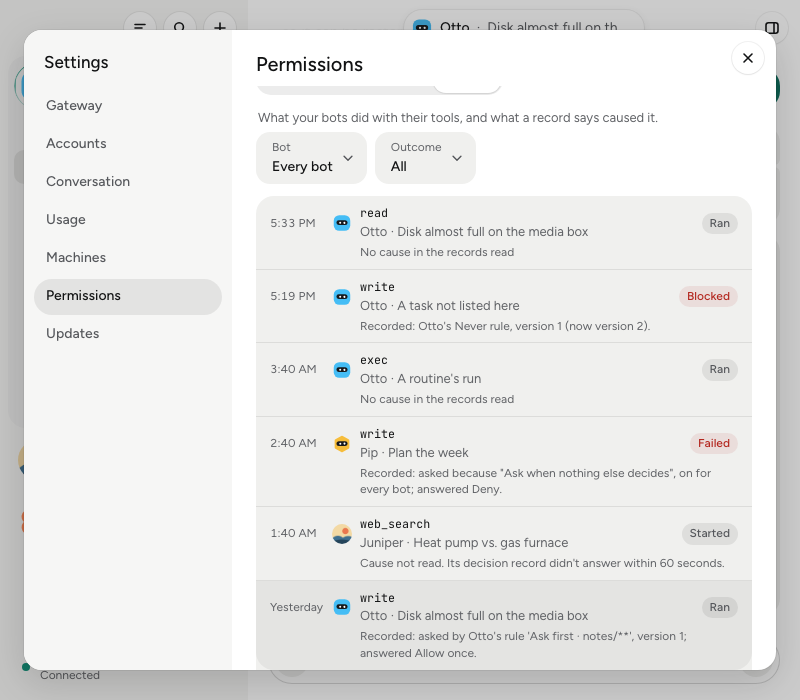 Otto · Disk almost full on th
Settings
Gateway
Accounts
Conversation
Usage
Machines
Permissions
Updates
Connected
Permissions
What your bots did with their tools, and what a record says caused it.
Bot
Every bot
Outcome
All
5:33 PM
read
Otto · Disk almost full on the media box
No cause in the records read
Ran
5:19 PM
write
Otto · A task not listed here
Recorded: Otto's Never rule, version 1 (now version 2).
Blocked
3:40 AM
exec
Otto · A routine's run
No cause in the records read
Ran
2:40 AM
write
Pip · Plan the week
Recorded: asked because "Ask when nothing else decides", on for
every bot; answered Deny.
Failed
1:40 AM
web_search
Juniper · Heat pump vs. gas furnace
Cause not read. Its decision record didn't answer within 60 seconds.
Started
Yesterday
write
Otto · Disk almost full on the media box
Recorded: asked by Otto's rule 'Ask first · notes/**', version 1;
answered Allow once.
Ran